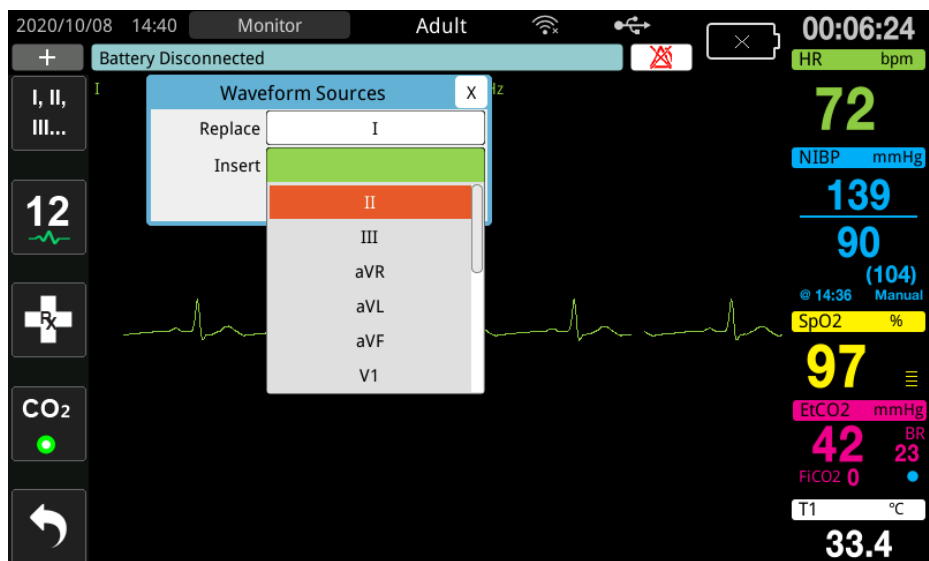 2020/10/08 14:40 Monitor Adult 00:06:24
+ Battery Disconnected
HR bpm
72
NIBP mmHg
139
90
(104)
@ 14:36 Manual
SpO2 %
97
EtCO2 mmHg
42 BR
23
FiCO2 0
T1 °C
33.4
I, II,
III...
12
Rx
CO2
I
Hz
Waveform Sources X
Replace I
Insert
II
III
aVR
aVL
aVF
V1